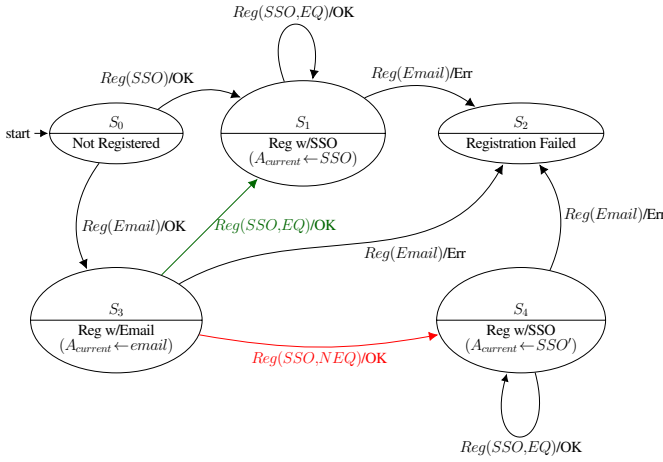 Reg(SSO,EQ)/OK
Reg(SSO)/OK
Reg(Email)/Err
start
S0
Not Registered
S1
Reg w/SSO
(Acurrent←SSO)
S2
Registration Failed
Reg(Email)/OK
Reg(SSO,EQ)/OK
Reg(Email)/Err
Reg(Email)/Err
S3
Reg w/Email
(Acurrent←email)
S4
Reg w/SSO
(Acurrent←SSO')
Reg(SSO,NEQ)/OK
Reg(SSO,EQ)/OK